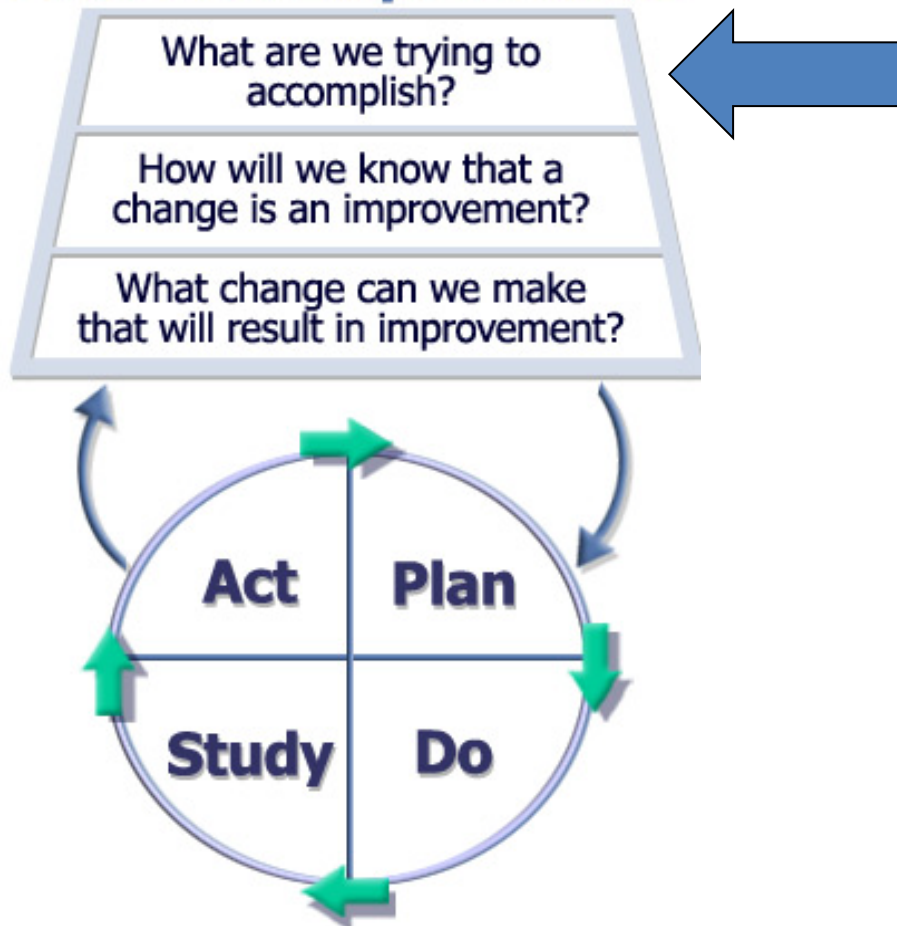 What are we trying to
accomplish?
How will we know that a
change is an improvement?
What change can we make
that will result in improvement?
Act
Plan
Study
Do